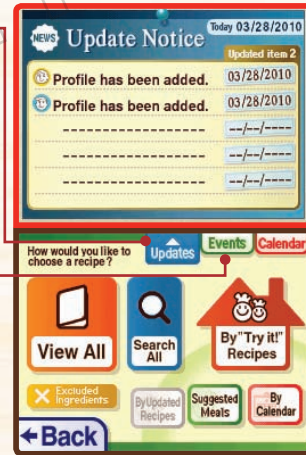 NEWS Update Notice Today 03/28/2010
Updated item 2
Profile has been added. 03/28/2010
Profile has been added. 03/28/2010
------------------ --/--/----
------------------ --/--/----
------------------ --/--/----
How would you like to
choose a recipe?
Updates
Events
Calendar
View All
Search
All
By"Try it!"
Recipes
Excluded
Ingredients
ByUpdated
Recipes
Suggested
Meals
By
Calendar
Back